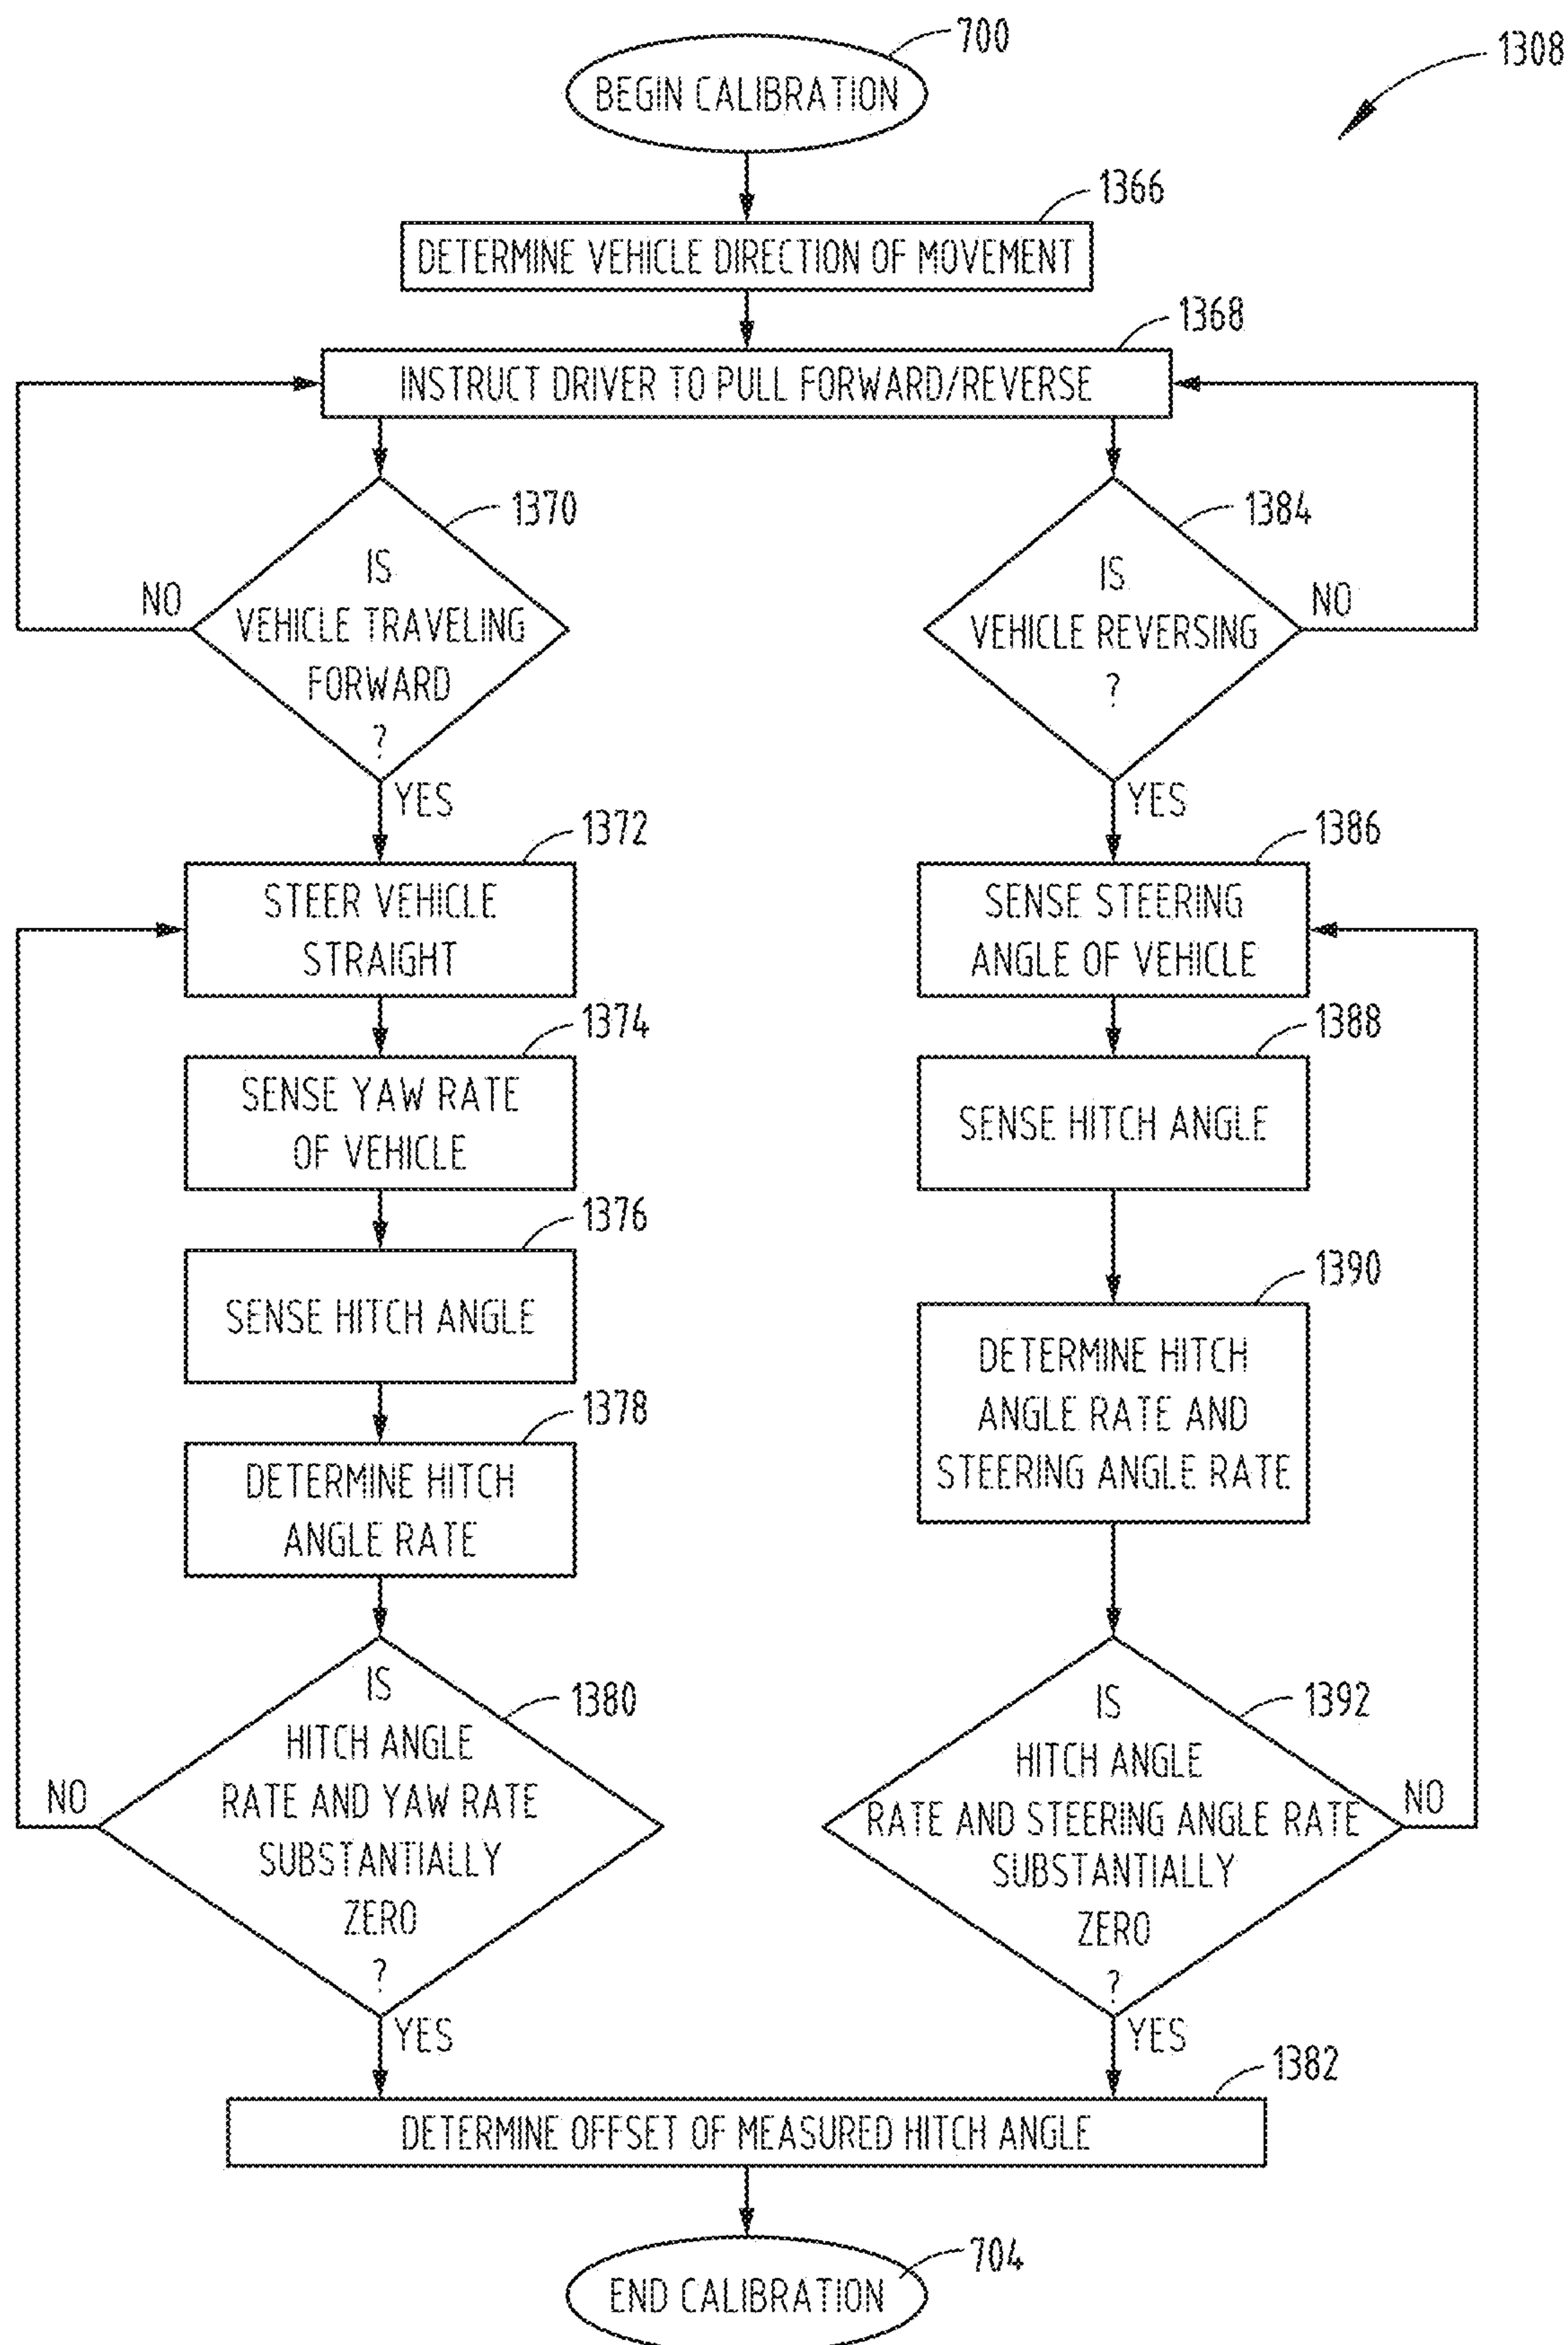 700
1308
BEGIN CALIBRATION
1366
DETERMINE VEHICLE DIRECTION OF MOVEMENT
1368
INSTRUCT DRIVER TO PULL FORWARD/REVERSE
1370
IS
VEHICLE TRAVELING
FORWARD
?
NO
YES
1372
STEER VEHICLE
STRAIGHT
1374
SENSE YAW RATE
OF VEHICLE
1376
SENSE HITCH ANGLE
1378
DETERMINE HITCH
ANGLE RATE
1380
IS
HITCH ANGLE
RATE AND YAW RATE
SUBSTANTIALLY
ZERO
?
NO
YES
1384
IS
VEHICLE REVERSING
?
NO
YES
1386
SENSE STEERING
ANGLE OF VEHICLE
1388
SENSE HITCH ANGLE
1390
DETERMINE HITCH
ANGLE RATE AND
STEERING ANGLE RATE
1392
IS
HITCH ANGLE
RATE AND STEERING ANGLE RATE
SUBSTANTIALLY
ZERO
?
NO
YES
1382
DETERMINE OFFSET OF MEASURED HITCH ANGLE
704
END CALIBRATION